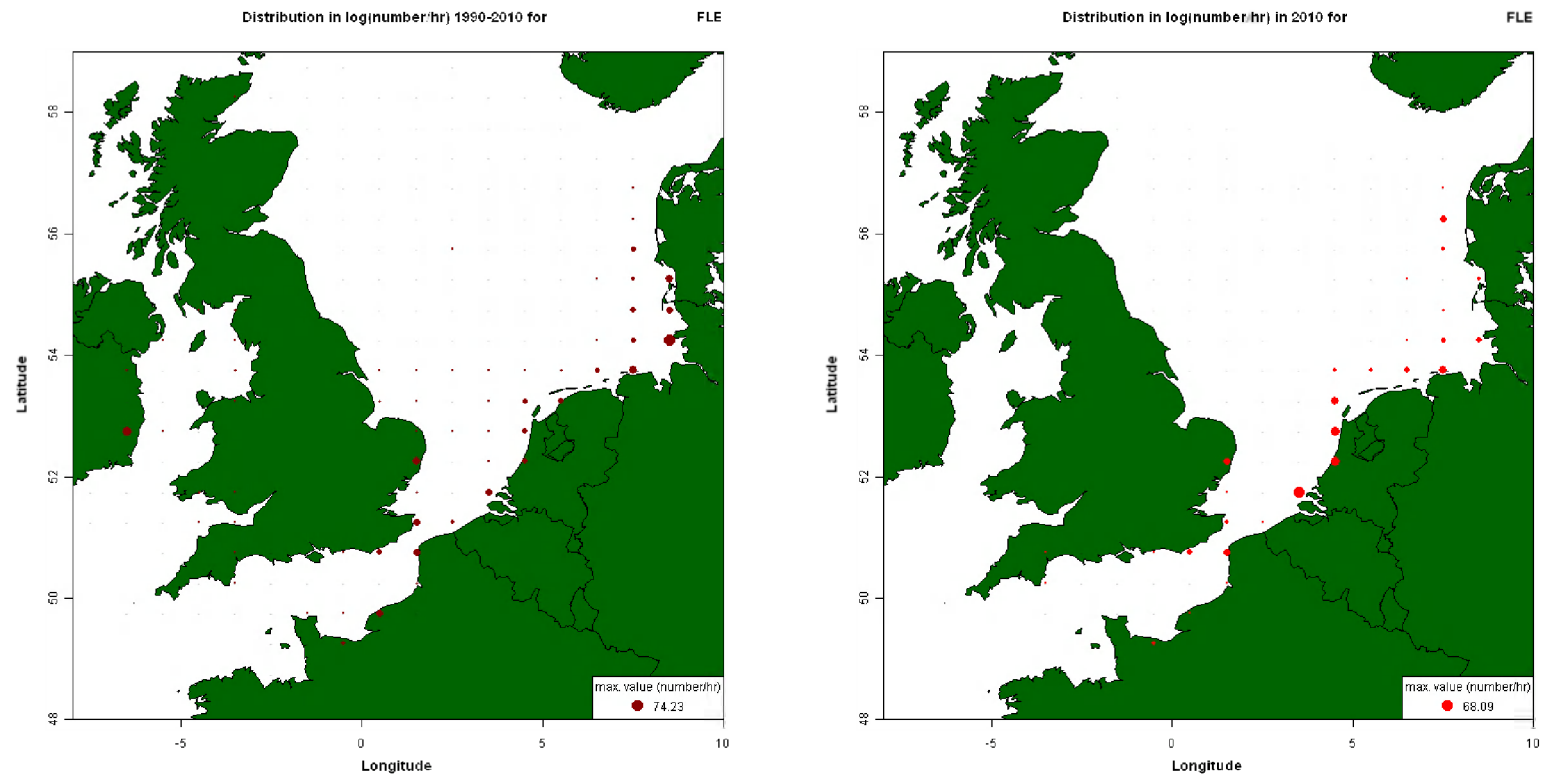 Distribution in log(number/hr) 1990-2010 for FLE
58
56
54
52
50
48
Latitude
-5 0 5 10
Longitude
max. value (number/hr)
74.23
Distribution in log(number/hr) in 2010 for FLE
58
56
54
52
50
48
Latitude
-5 0 5 10
Longitude
max. value (number/hr)
68.09